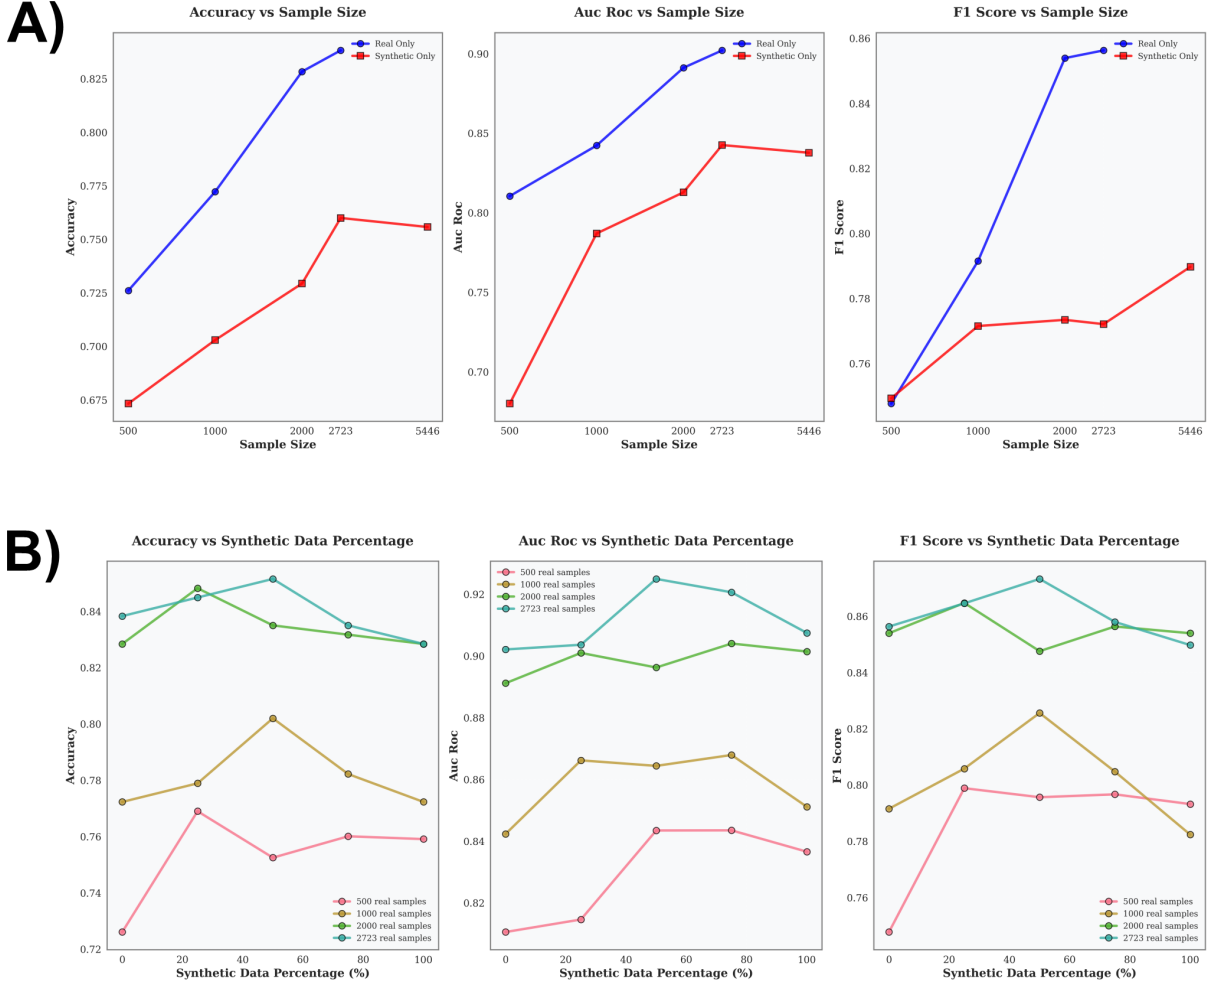 A)
Accuracy vs Sample Size
Real Only
Synthetic Only
0.825
0.800
0.775
0.750
0.725
0.700
0.675
Accuracy
500
1000
2000
2723
5446
Sample Size
Auc Roc vs Sample Size
Real Only
Synthetic Only
0.90
0.85
0.80
0.75
0.70
Auc Roc
500
1000
2000
2723
5446
Sample Size
F1 Score vs Sample Size
Real Only
Synthetic Only
0.86
0.84
0.82
0.80
0.78
0.76
F1 Score
500
1000
2000
2723
5446
Sample Size
B)
Accuracy vs Synthetic Data Percentage
0.84
0.82
0.80
0.78
0.76
0.74
0.72
Accuracy
500 real samples
1000 real samples
2000 real samples
2723 real samples
0
20
40
60
80
100
Synthetic Data Percentage (%)
Auc Roc vs Synthetic Data Percentage
500 real samples
1000 real samples
2000 real samples
2723 real samples
0.92
0.90
0.88
0.86
0.84
0.82
Auc Roc
0
20
40
60
80
100
Synthetic Data Percentage (%)
F1 Score vs Synthetic Data Percentage
0.86
0.84
0.82
0.80
0.78
0.76
F1 Score
500 real samples
1000 real samples
2000 real samples
2723 real samples
0
20
40
60
80
100
Synthetic Data Percentage (%)